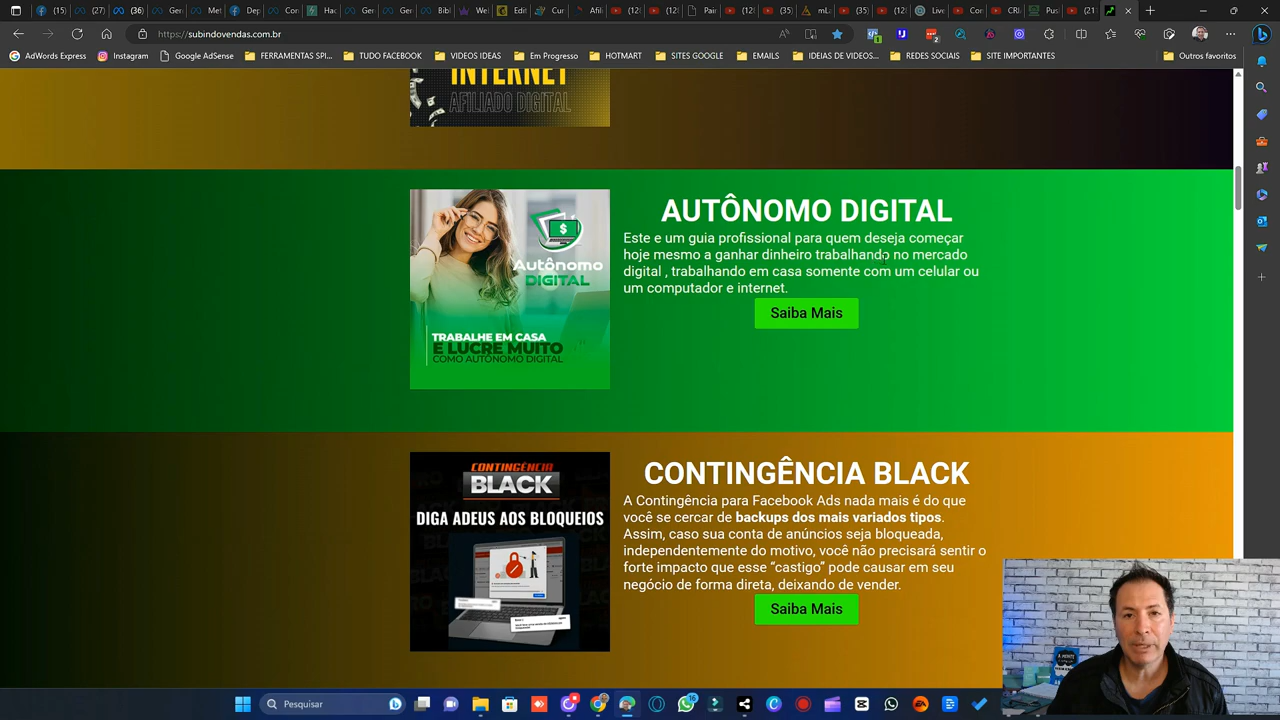 (15)
(27)
(36)
https://subindovendas.com.br
AdWords Express
Instagram
Google AdSense
FERRAMENTAS SPI...
TUDO FACEBOOK
VIDEOS IDEAS
Em Progresso
HOTMART
SITES GOOGLE
EMAILS
IDEIAS DE VIDEOS...
REDES SOCIAIS
SITE IMPORTANTES
Outros favoritos
INTERNET
AFILIADO DIGITAL
Autônomo
DIGITAL
TRABALHE EM CASA
E LUCRE MUITO
COMO AUTÔNOMO DIGITAL
AUTÔNOMO DIGITAL
Este e um guia profissional para quem deseja começar
hoje mesmo a ganhar dinheiro trabalhando no mercado
digital , trabalhando em casa somente com um celular ou
um computador e internet.
Saiba Mais
CONTINGÊNCIA
BLACK
DIGA ADEUS AOS BLOQUEIOS
CONTINGÊNCIA BLACK
A Contingência para Facebook Ads nada mais é do que
você se cercar de backups dos mais variados tipos.
Assim, caso sua conta de anúncios seja bloqueada,
independentemente do motivo, você não precisará sentir o
forte impacto que esse “castigo” pode causar em seu
negócio de forma direta, deixando de vender.
Saiba Mais
Pesquisar
16